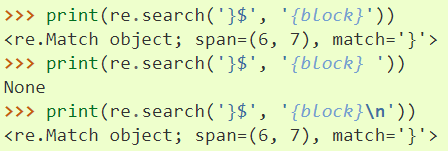 >>> print(re.search('}$', '{block}'))
<re.Match object; span=(6, 7), match='}'>
>>> print(re.search('}$', '{block} '))
None
>>> print(re.search('}$', '{block}\n'))
<re.Match object; span=(6, 7), match='}'>